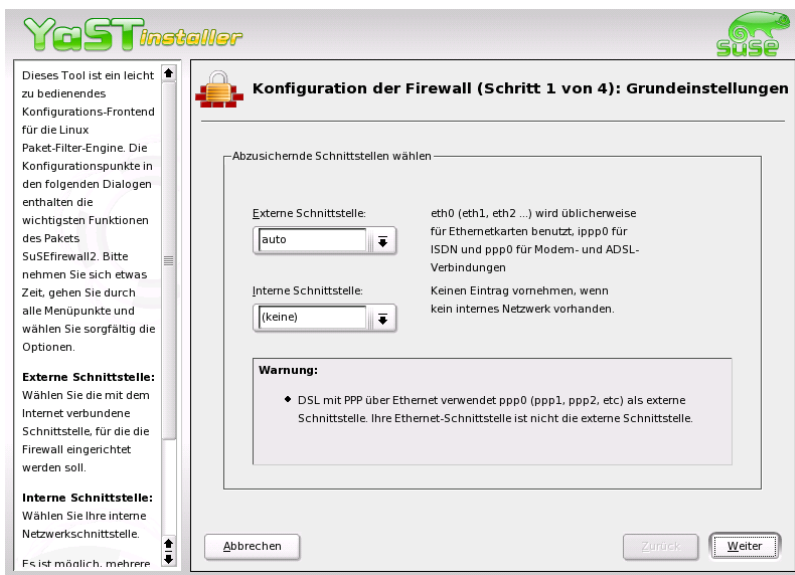 YaST installer
SUSE
Dieses Tool ist ein leicht
zu bedienendes
Konfigurations-Frontend
für die Linux
Paket-Filter-Engine. Die
Konfigurationspunkte in
den folgenden Dialogen
enthalten die
wichtigsten Funktionen
des Pakets
SuSEfirewall2. Bitte
nehmen Sie sich etwas
Zeit, gehen Sie durch
alle Menüpunkte und
wählen Sie sorgfältig die
Optionen.
Externe Schnittstelle:
Wählen Sie die mit dem
Internet verbundene
Schnittstelle, für die die
Firewall eingerichtet
werden soll.
Interne Schnittstelle:
Wählen Sie Ihre interne
Netzwerkschnittstelle.
Es ist möglich, mehrere
Konfiguration der Firewall (Schritt 1 von 4): Grundeinstellungen
Abzusichernde Schnittstellen wählen
Externe Schnittstelle:
auto
eth0 (eth1, eth2 ...) wird üblicherweise
für Ethernetkarten benutzt, ippp0 für
ISDN und ppp0 für Modem- und ADSL-
Verbindungen
Interne Schnittstelle:
(keine)
Keinen Eintrag vornehmen, wenn
kein internes Netzwerk vorhanden.
Warnung:
DSL mit PPP über Ethernet verwendet ppp0 (ppp1, ppp2, etc) als externe
Schnittstelle. Ihre Ethernet-Schnittstelle ist nicht die externe Schnittstelle.
Abbrechen
Zurück
Weiter